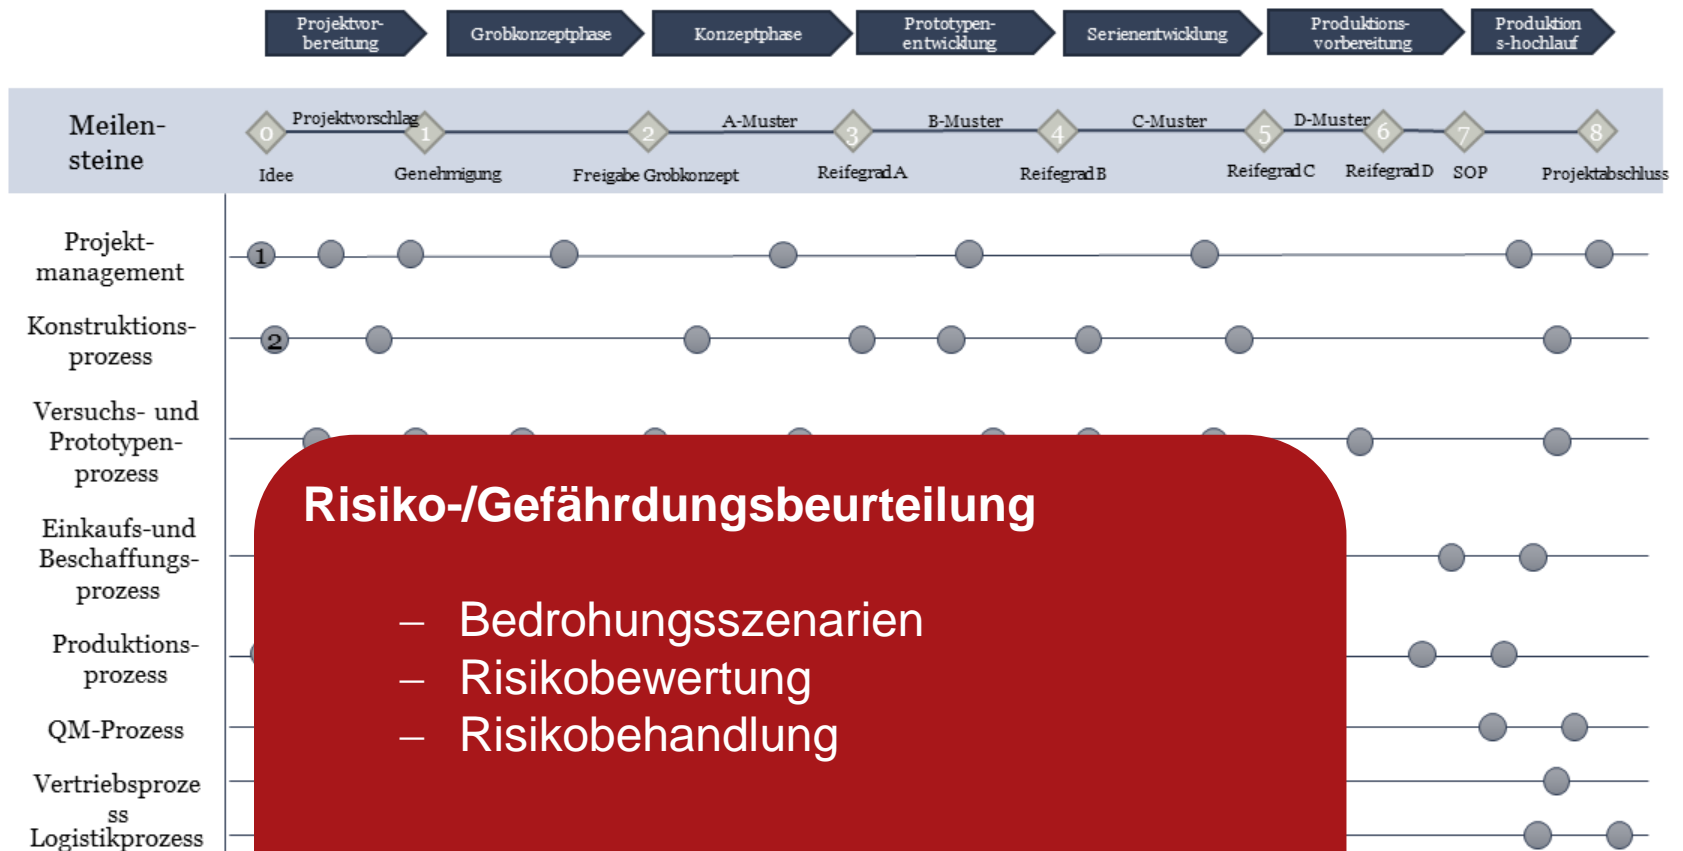 Projektvor-
bereitung
Grobkonzeptphase
Konzeptphase
Prototypen-
entwicklung
Serienentwicklung
Produktions-
vorbereitung
Produktion
s-hochlauf
Meilen-
steine
0
Projektvorschlag
1
2
A-Muster
3
B-Muster
4
C-Muster
5
D-Muster
6
7
8
Idee
Genehmigung
Freigabe Grobkonzept
Reifegrad A
Reifegrad B
Reifegrad C
Reifegrad D
SOP
Projektabschluss
Projekt-
management
1
Konstruktions-
prozess
2
Versuchs- und
Prototypen-
prozess
Einkaufs-und
Beschaffungs-
prozess
Produktions-
prozess
QM-Prozess
Vertriebsproze
ss
Logistikprozess
Risiko-/Gefährdungsbeurteilung
– Bedrohungsszenarien
– Risikobewertung
– Risikobehandlung